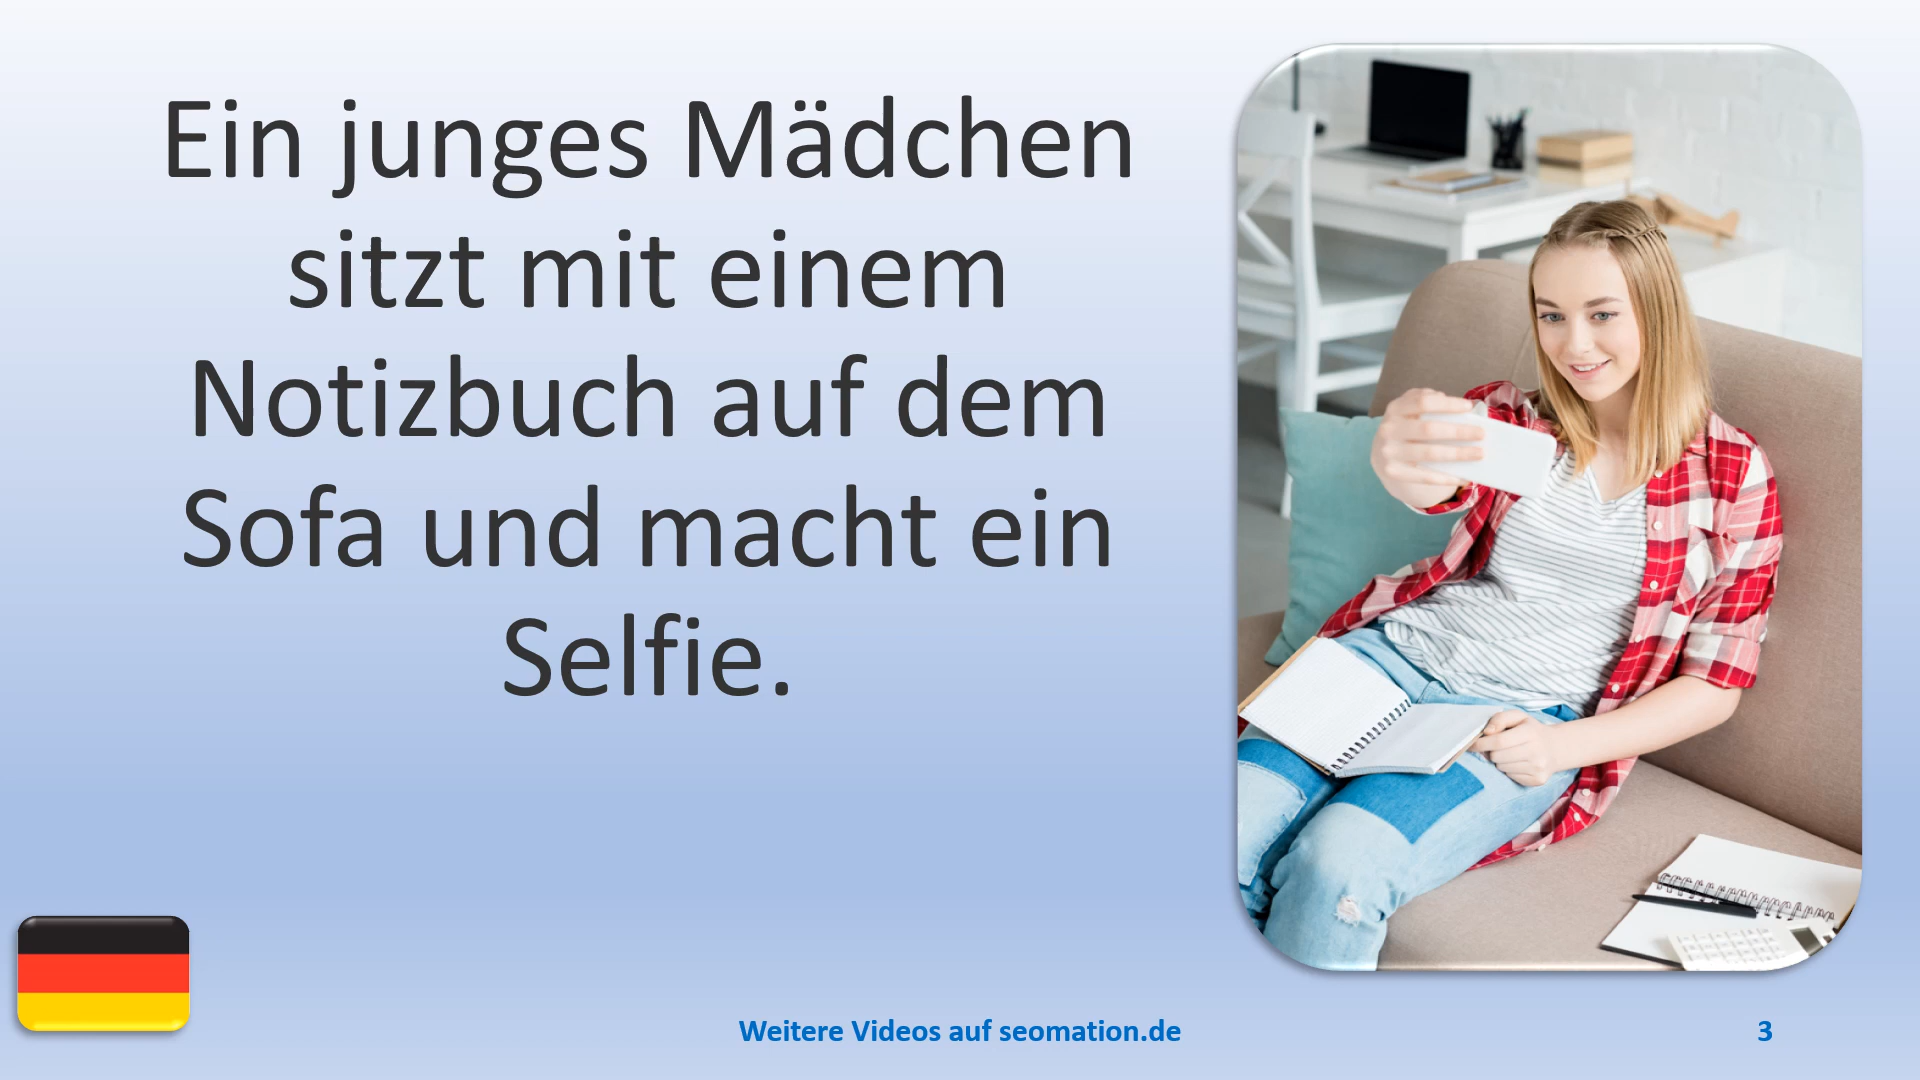 Ein junges Mädchen
sitzt mit einem
Notizbuch auf dem
Sofa und macht ein
Selfie.
Weitere Videos auf seomation.de
3